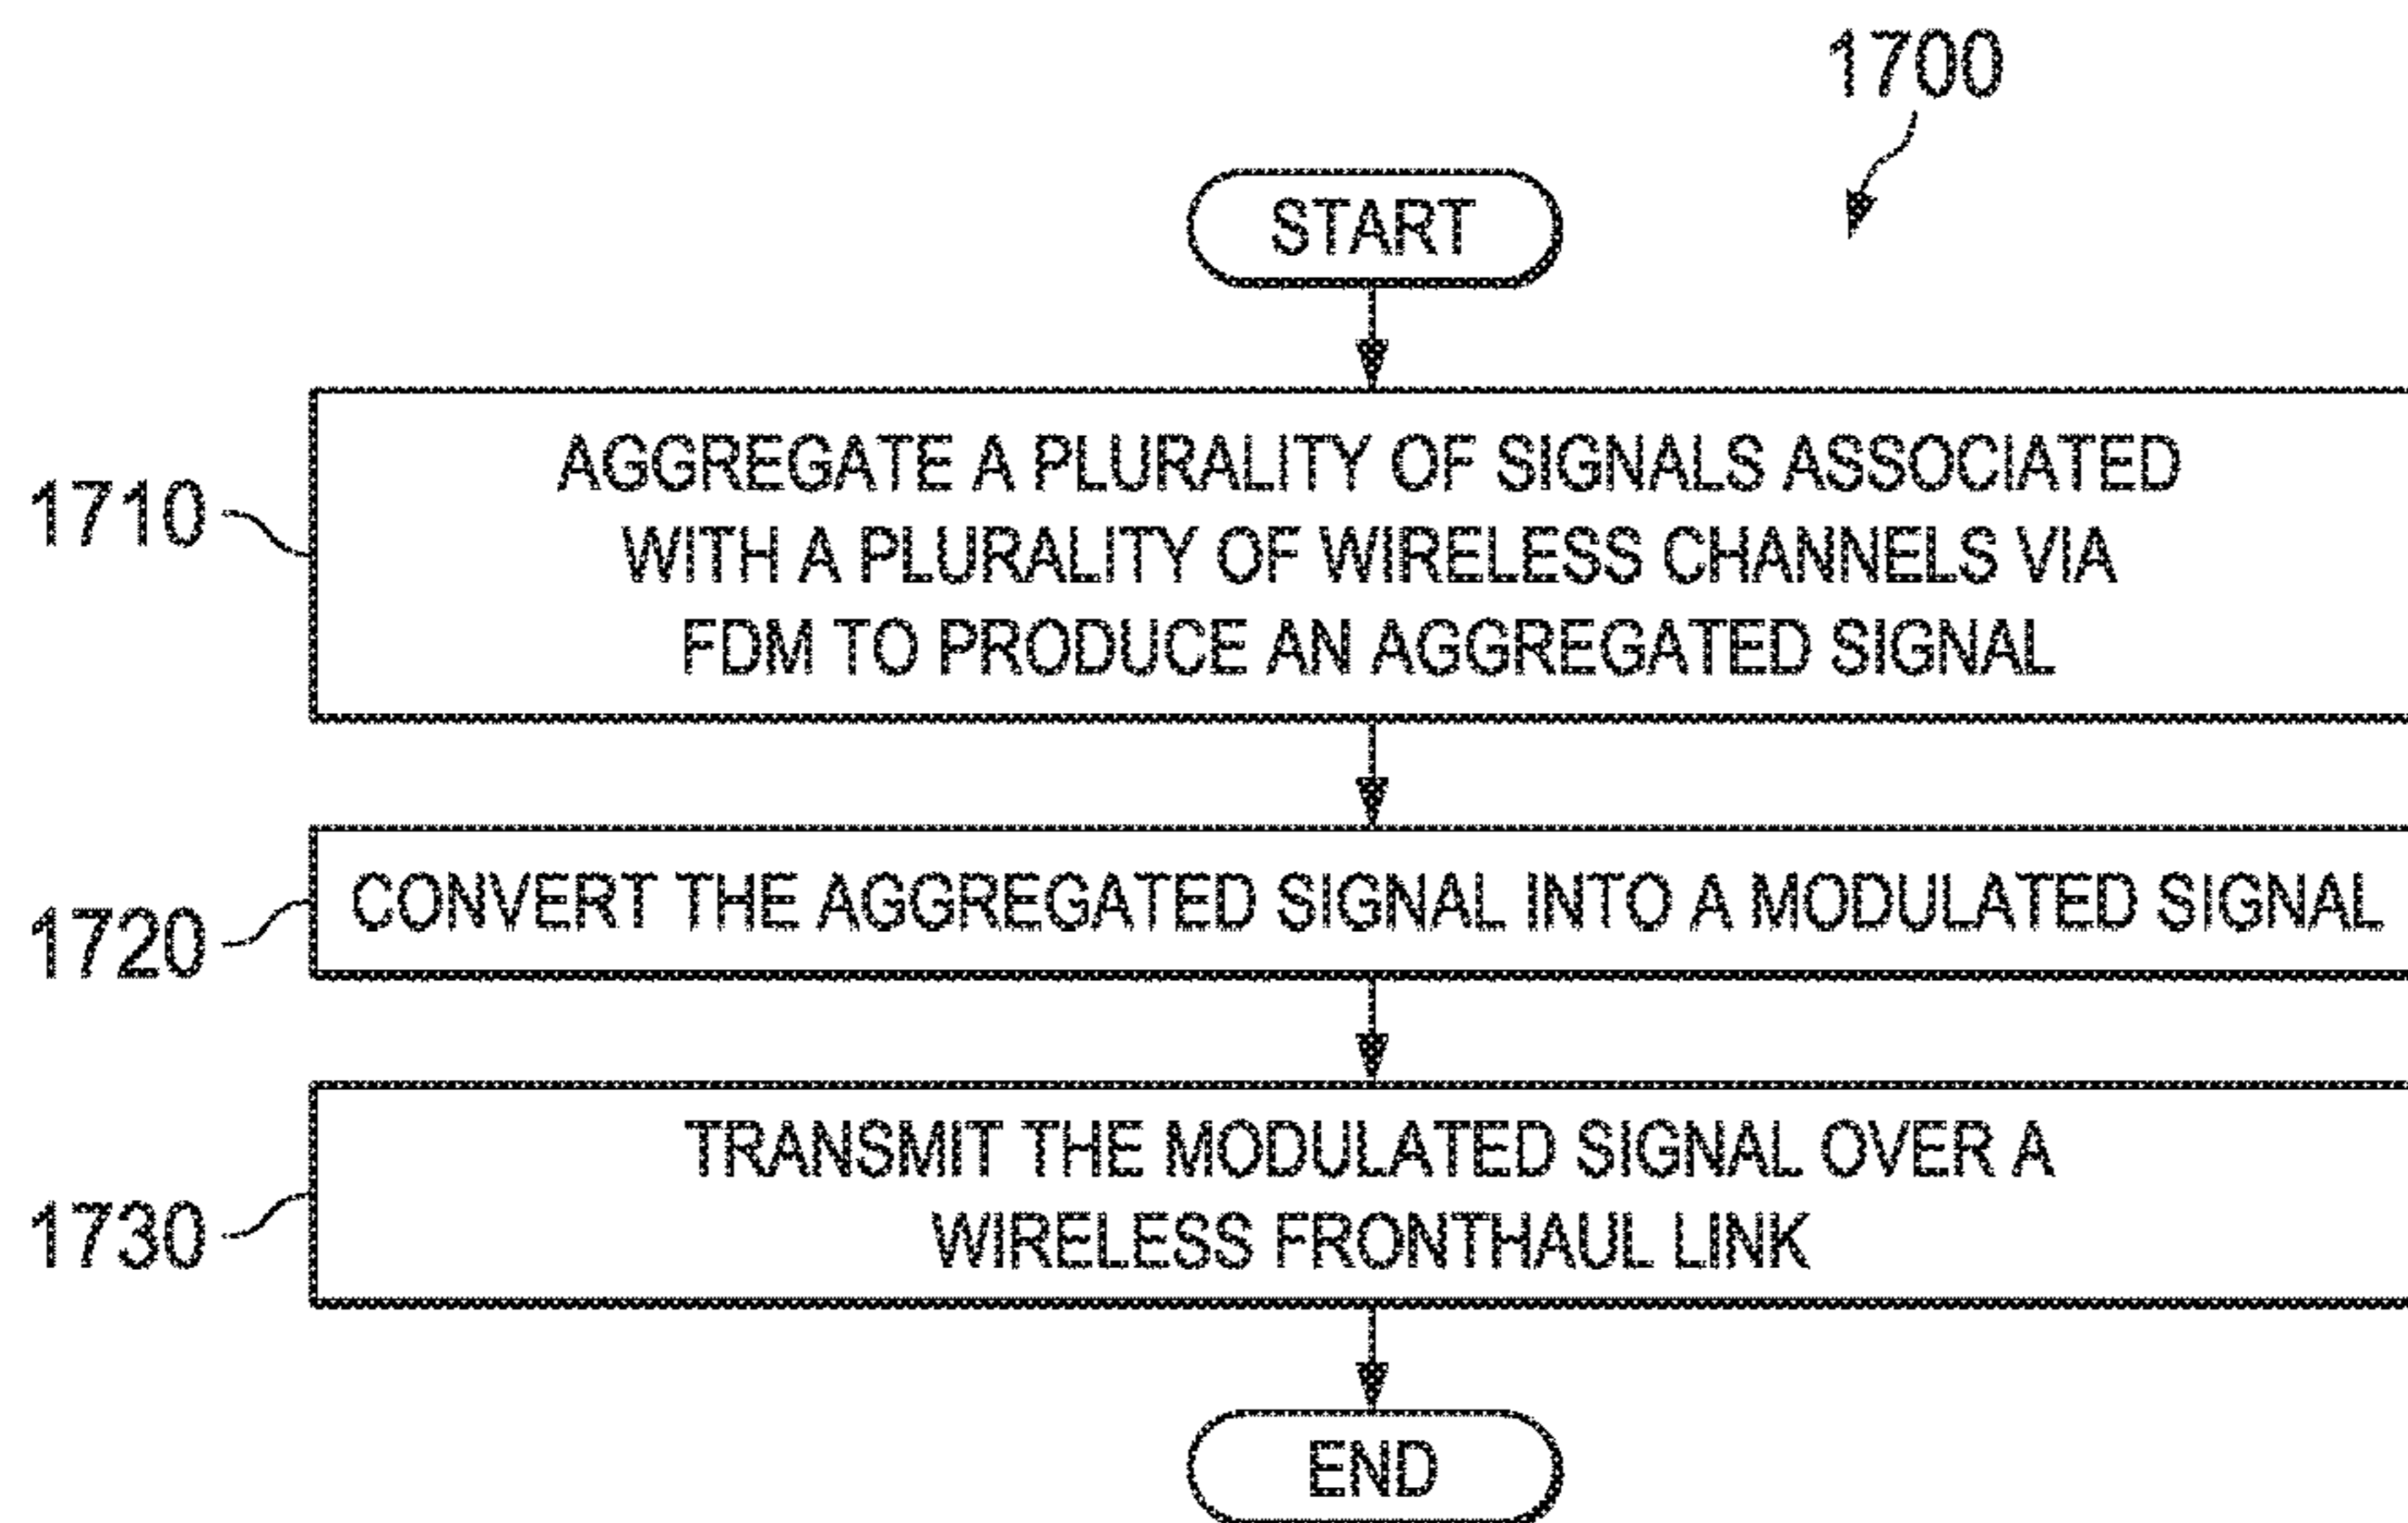 1700
START
1710
AGGREGATE A PLURALITY OF SIGNALS ASSOCIATED
WITH A PLURALITY OF WIRELESS CHANNELS VIA
FDM TO PRODUCE AN AGGREGATED SIGNAL
1720
CONVERT THE AGGREGATED SIGNAL INTO A MODULATED SIGNAL
1730
TRANSMIT THE MODULATED SIGNAL OVER A
WIRELESS FRONTHAUL LINK
END